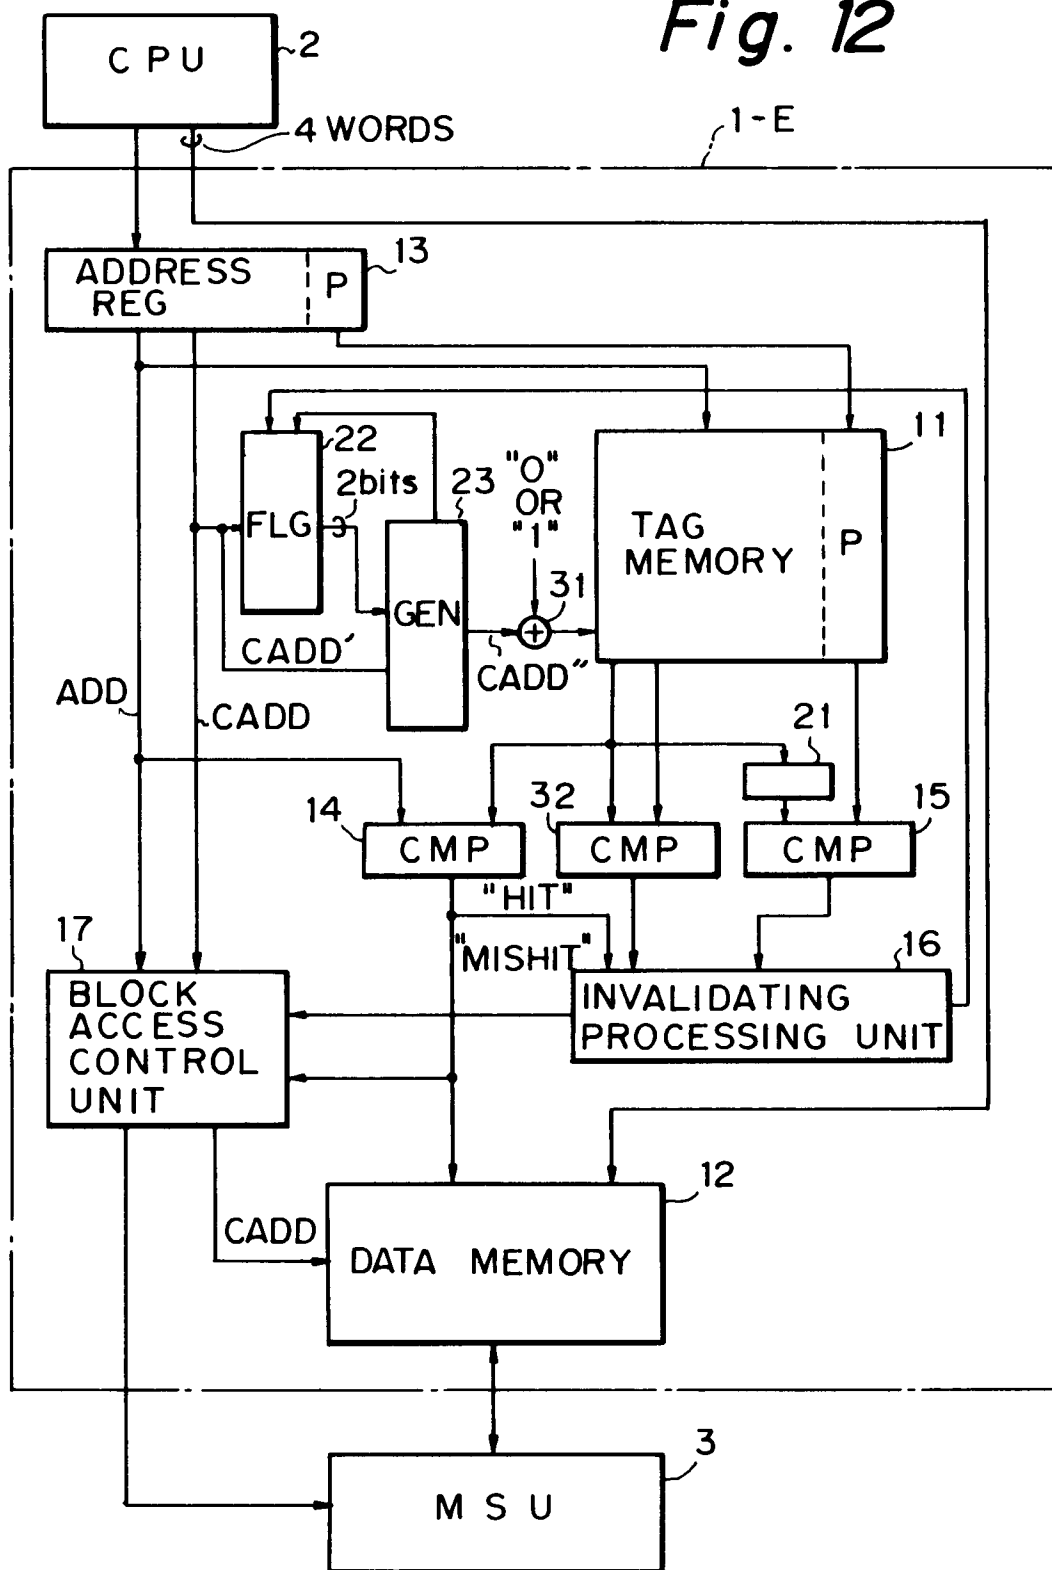 Fig. 12
CPU
2
4 WORDS
1-E
13
ADDRESS
REG
P
22
2bits
23
"0"
OR
"1"
11
FLG
GEN
31
TAG
MEMORY
P
CADD'
CADD"
ADD
CADD
21
14
CMP
32
CMP
15
CMP
"HIT"
"MISHIT"
17
16
BLOCK
ACCESS
CONTROL
UNIT
INVALIDATING
PROCESSING UNIT
12
CADD
DATA MEMORY
3
MSU